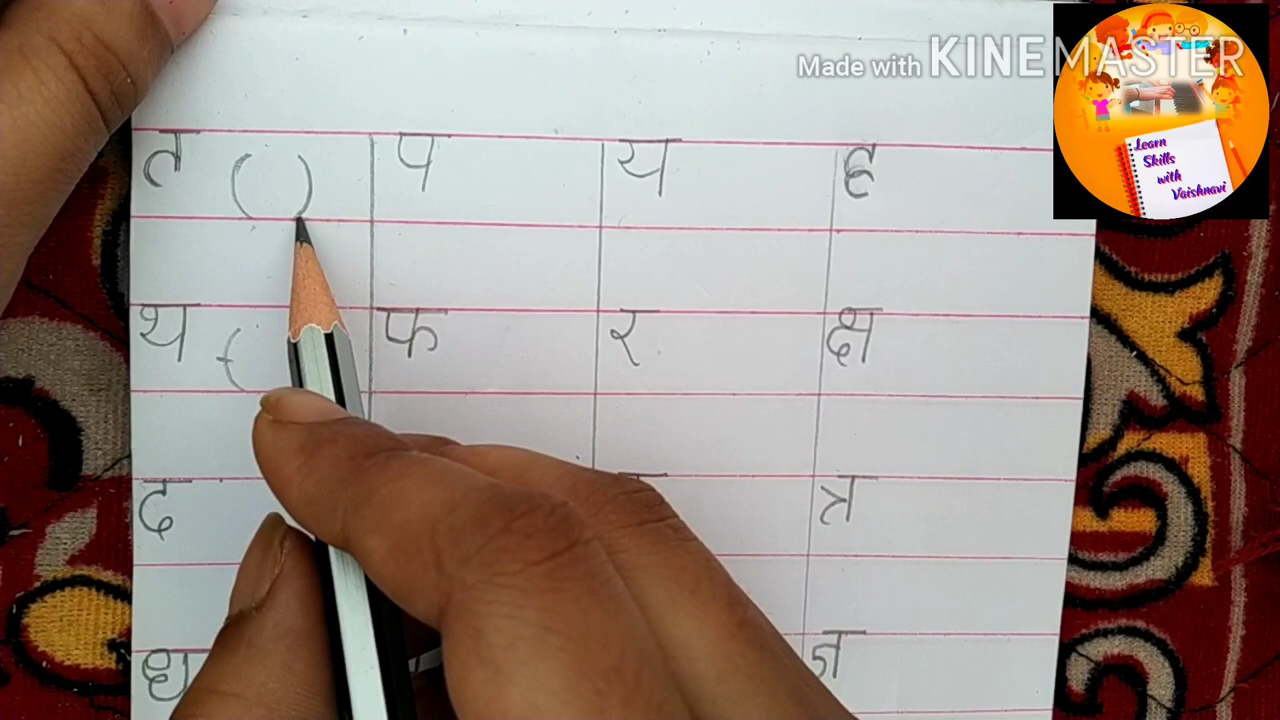 Made with KINEMASTER
Learn
Skills
with
Vaishnavi
त ( ) प य ह
थ ( फ र क्ष
द त्र
ध ज्ञ